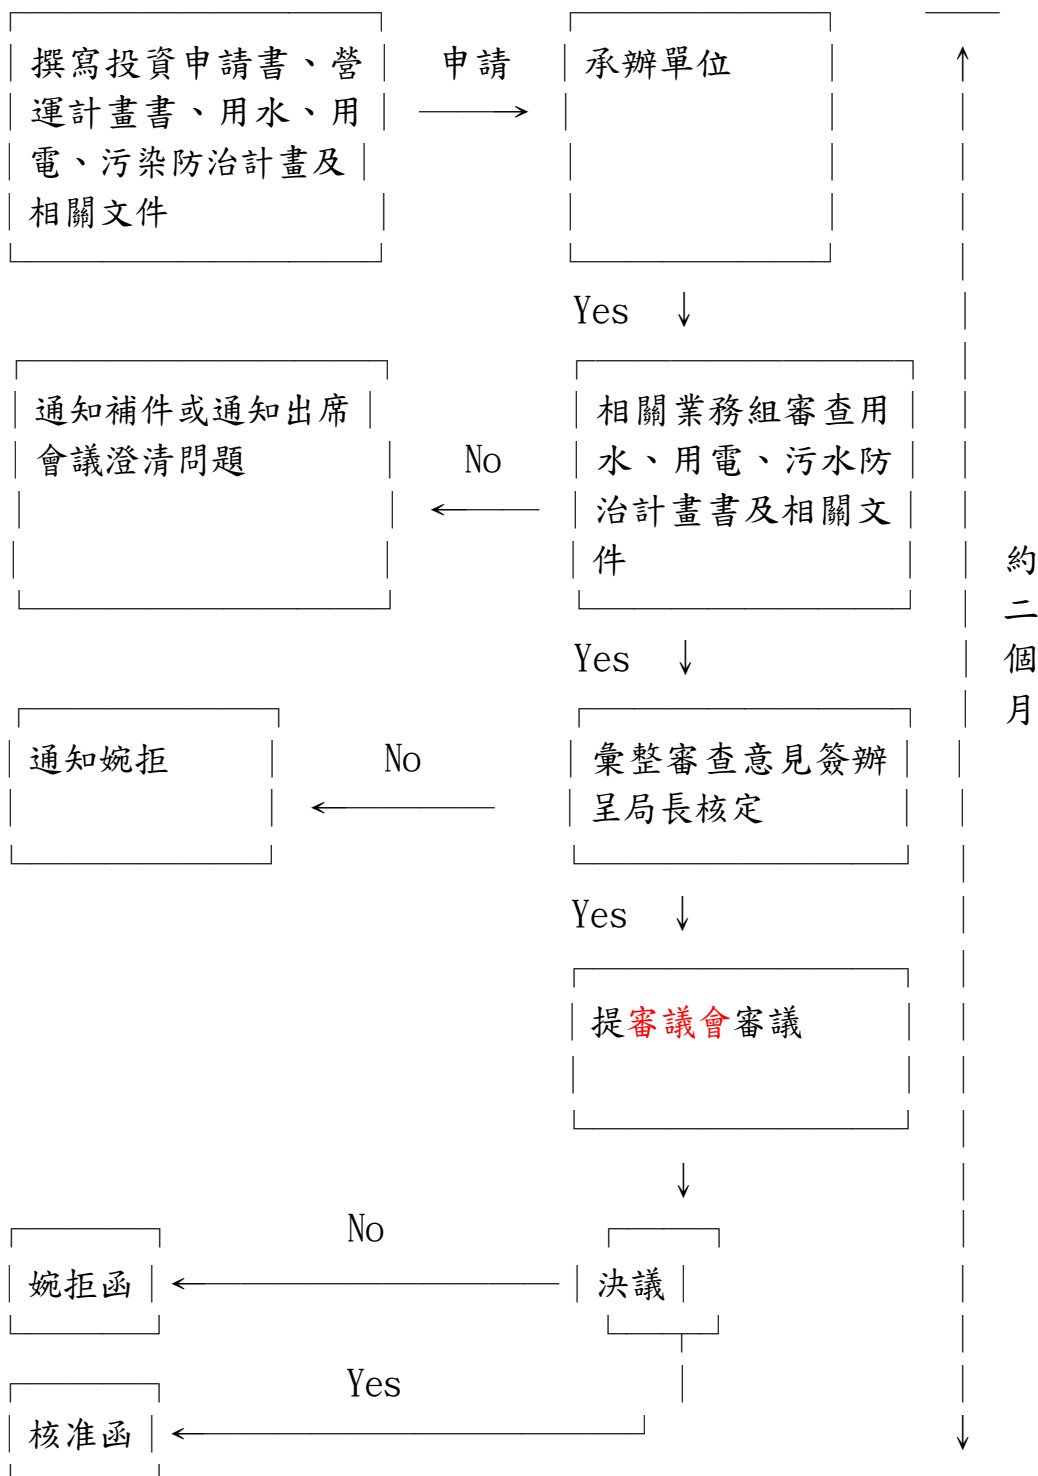 撰寫投資申請書、營
運計畫書、用水、用
電、污染防治計畫及
相關文件
申請
承辦單位
Yes
通知補件或通知出席
會議澄清問題
No
相關業務組審查用
水、用電、污水防
治計畫書及相關文
件
約
二
個
月
Yes
通知婉拒
No
彙整審查意見簽辦
呈局長核定
Yes
提審議會審議
No
婉拒函
決議
Yes
核准函